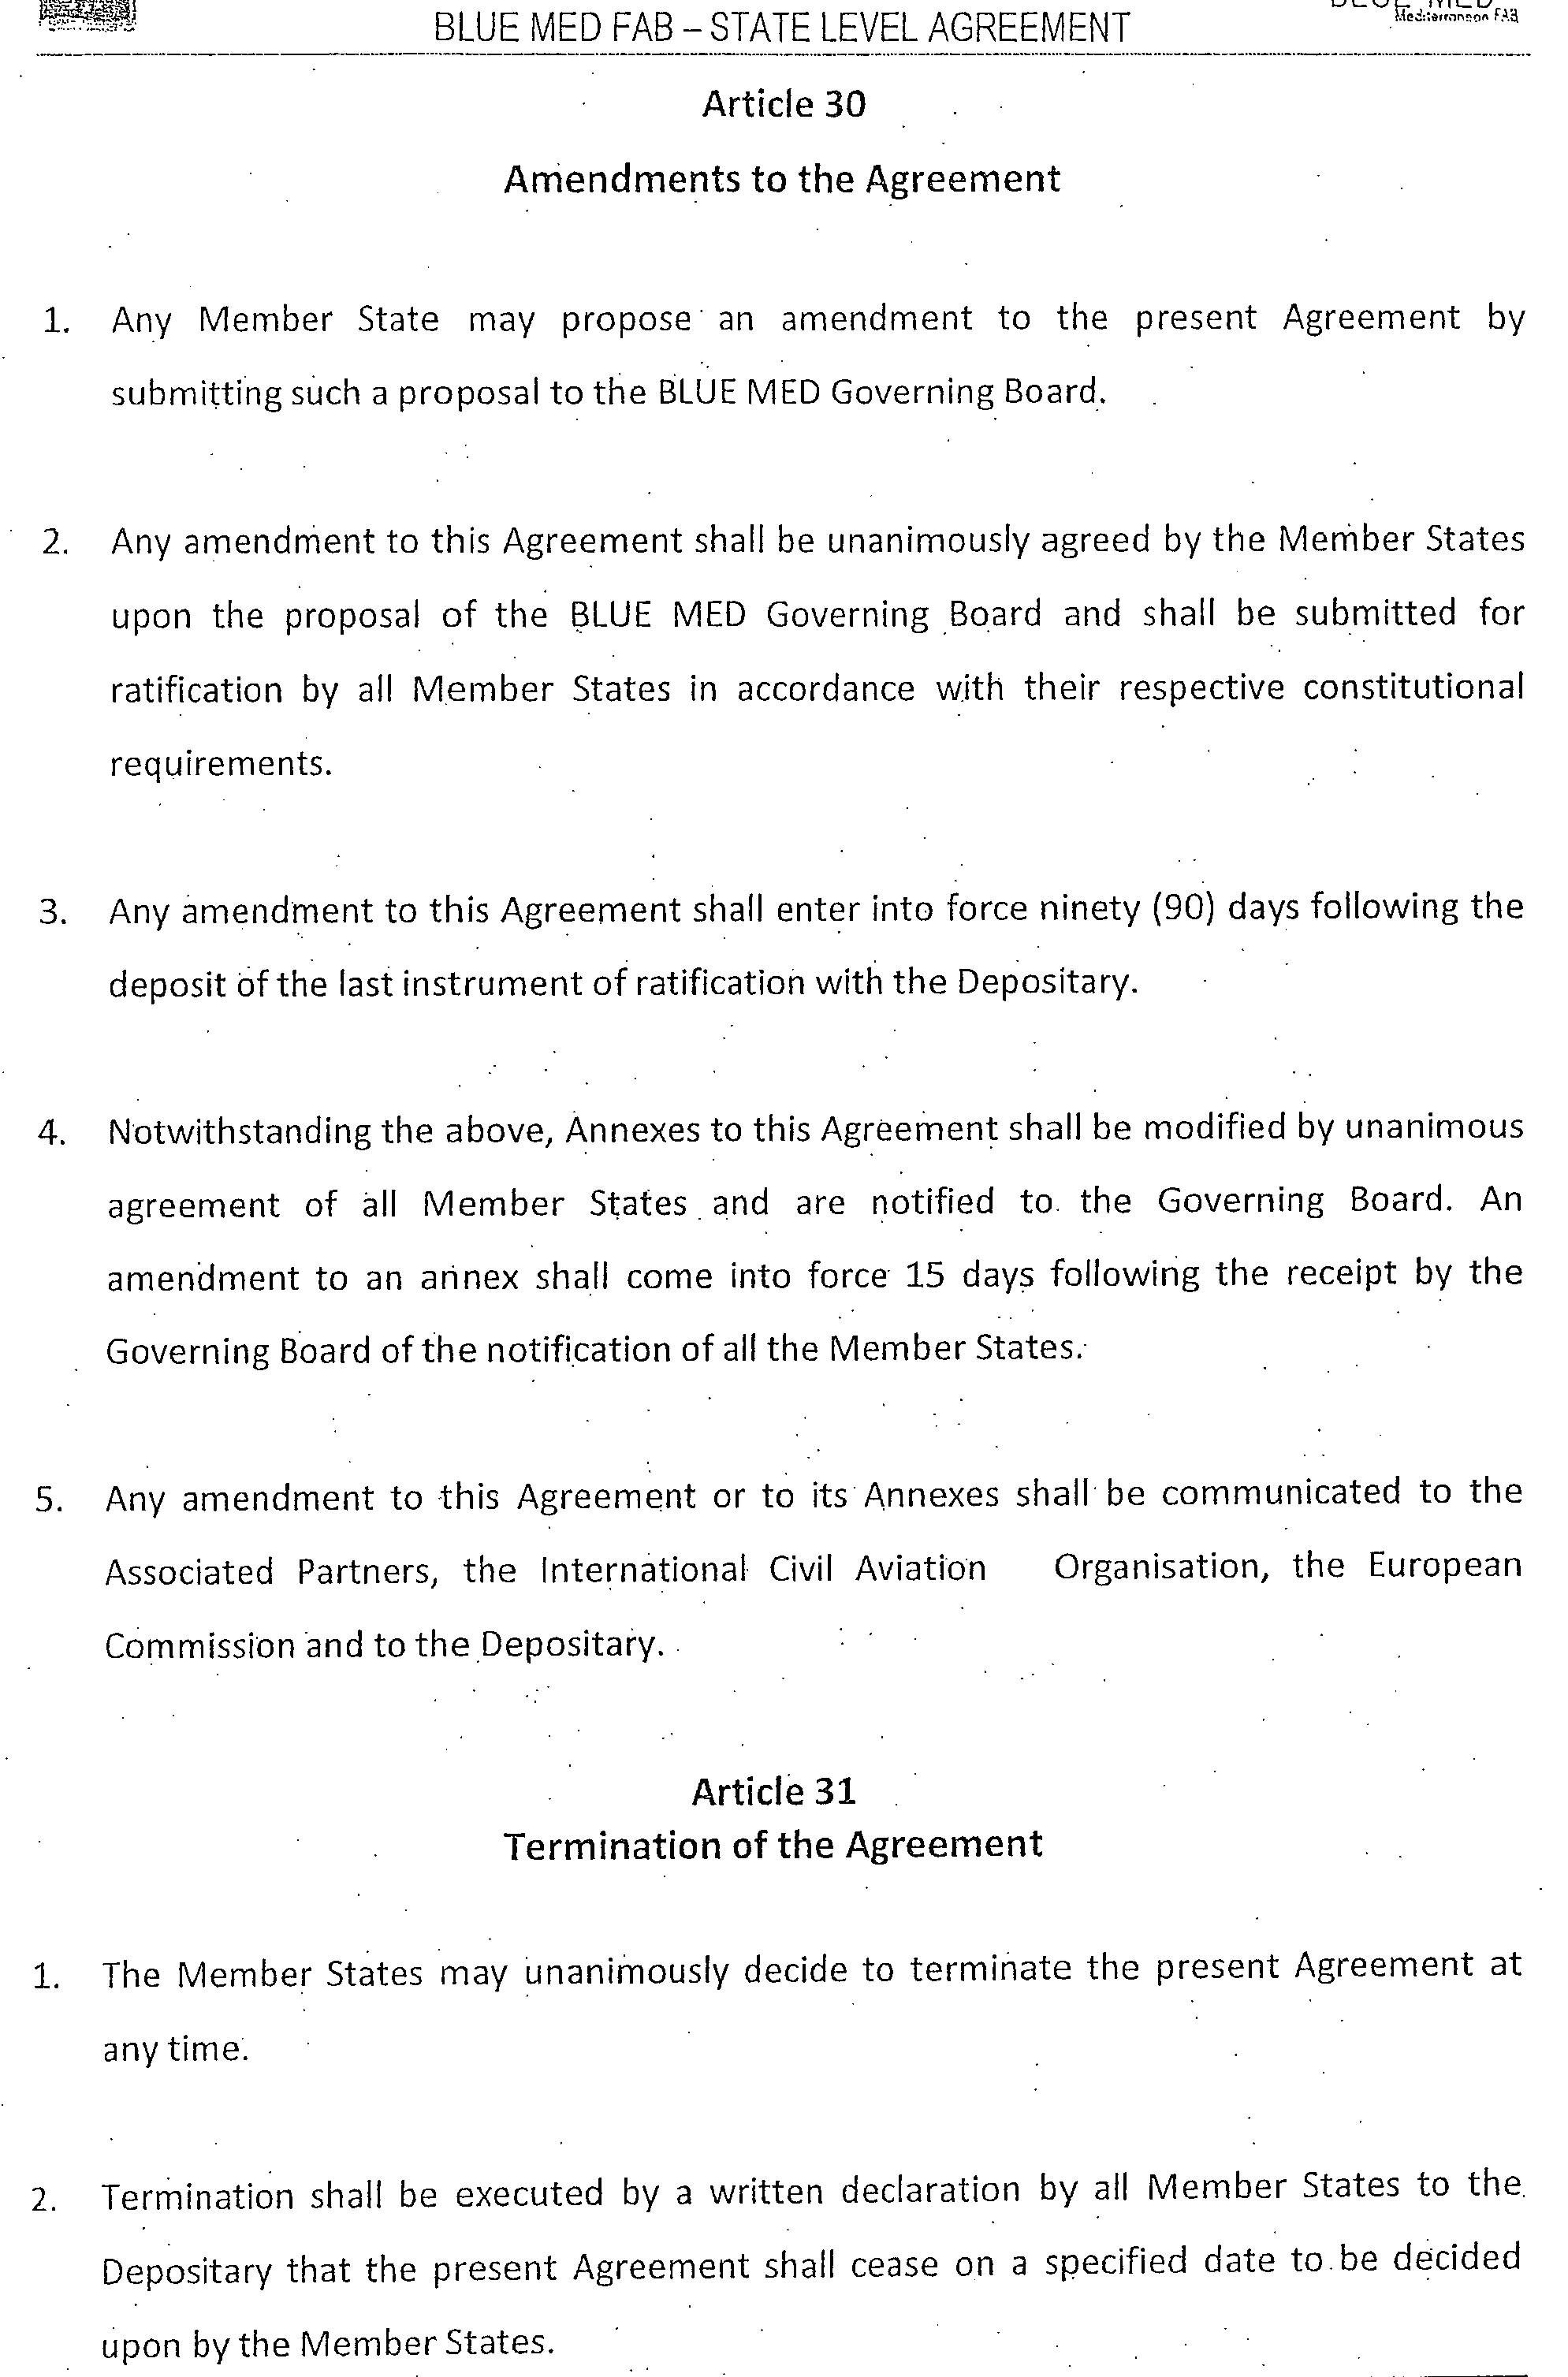 BLUE MED FAB – STATE LEVEL AGREEMENT
Mediterranean FAB
Article 30
Amendments to the Agreement
1. Any Member State may propose an amendment to the present Agreement by
submitting such a proposal to the BLUE MED Governing Board.
2. Any amendment to this Agreement shall be unanimously agreed by the Member States
upon the proposal of the BLUE MED Governing Board and shall be submitted for
ratification by all Member States in accordance with their respective constitutional
requirements.
3. Any amendment to this Agreement shall enter into force ninety (90) days following the
deposit of the last instrument of ratification with the Depositary.
4. Notwithstanding the above, Annexes to this Agreement shall be modified by unanimous
agreement of all Member States and are notified to the Governing Board. An
amendment to an annex shall come into force 15 days following the receipt by the
Governing Board of the notification of all the Member States.
5. Any amendment to this Agreement or to its Annexes shall be communicated to the
Associated Partners, the International Civil Aviation Organisation, the European
Commission and to the Depositary.
Article 31
Termination of the Agreement
1. The Member States may unanimously decide to terminate the present Agreement at
any time.
2. Termination shall be executed by a written declaration by all Member States to the
Depositary that the present Agreement shall cease on a specified date to be decided
upon by the Member States.